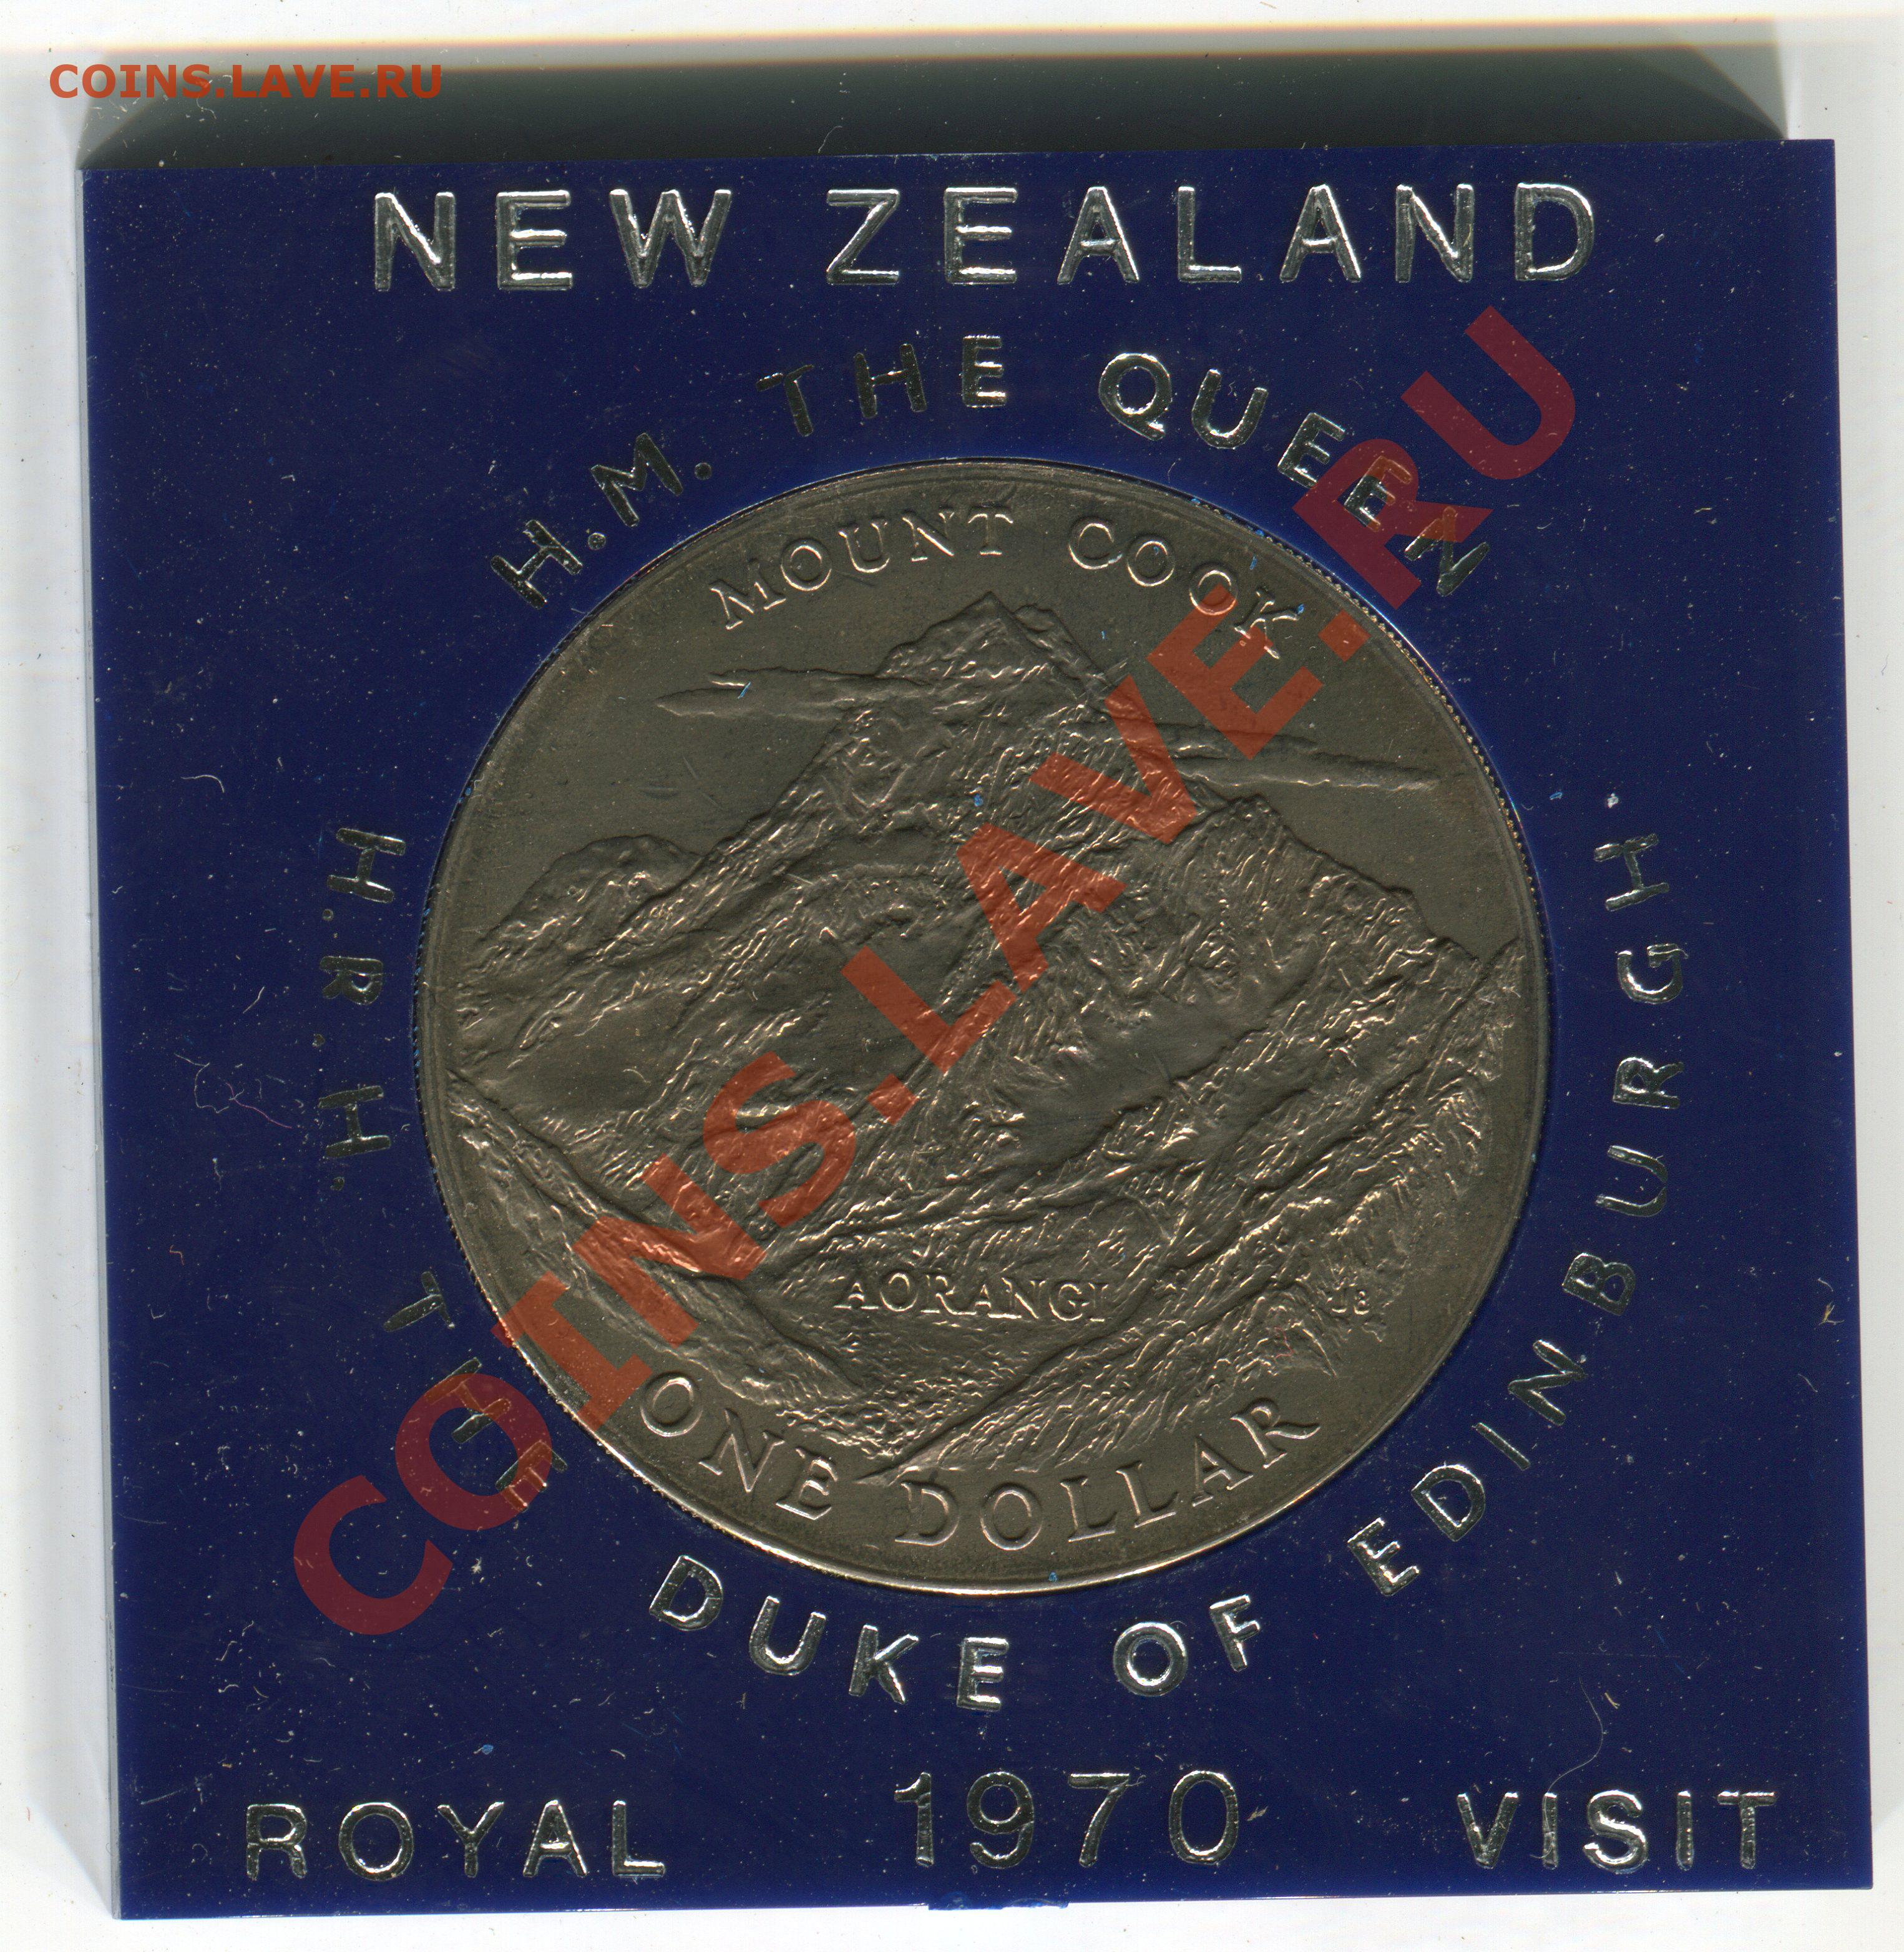 COINS.LAVE.RU
NEW ZEALAND
H.M. THE QUEEN
MOUNT COOK
AORANGI
JB
ONE DOLLAR
H.R.H. THE DUKE OF EDINBURGH
ROYAL 1970 VISIT
COINS.LAVE.RU